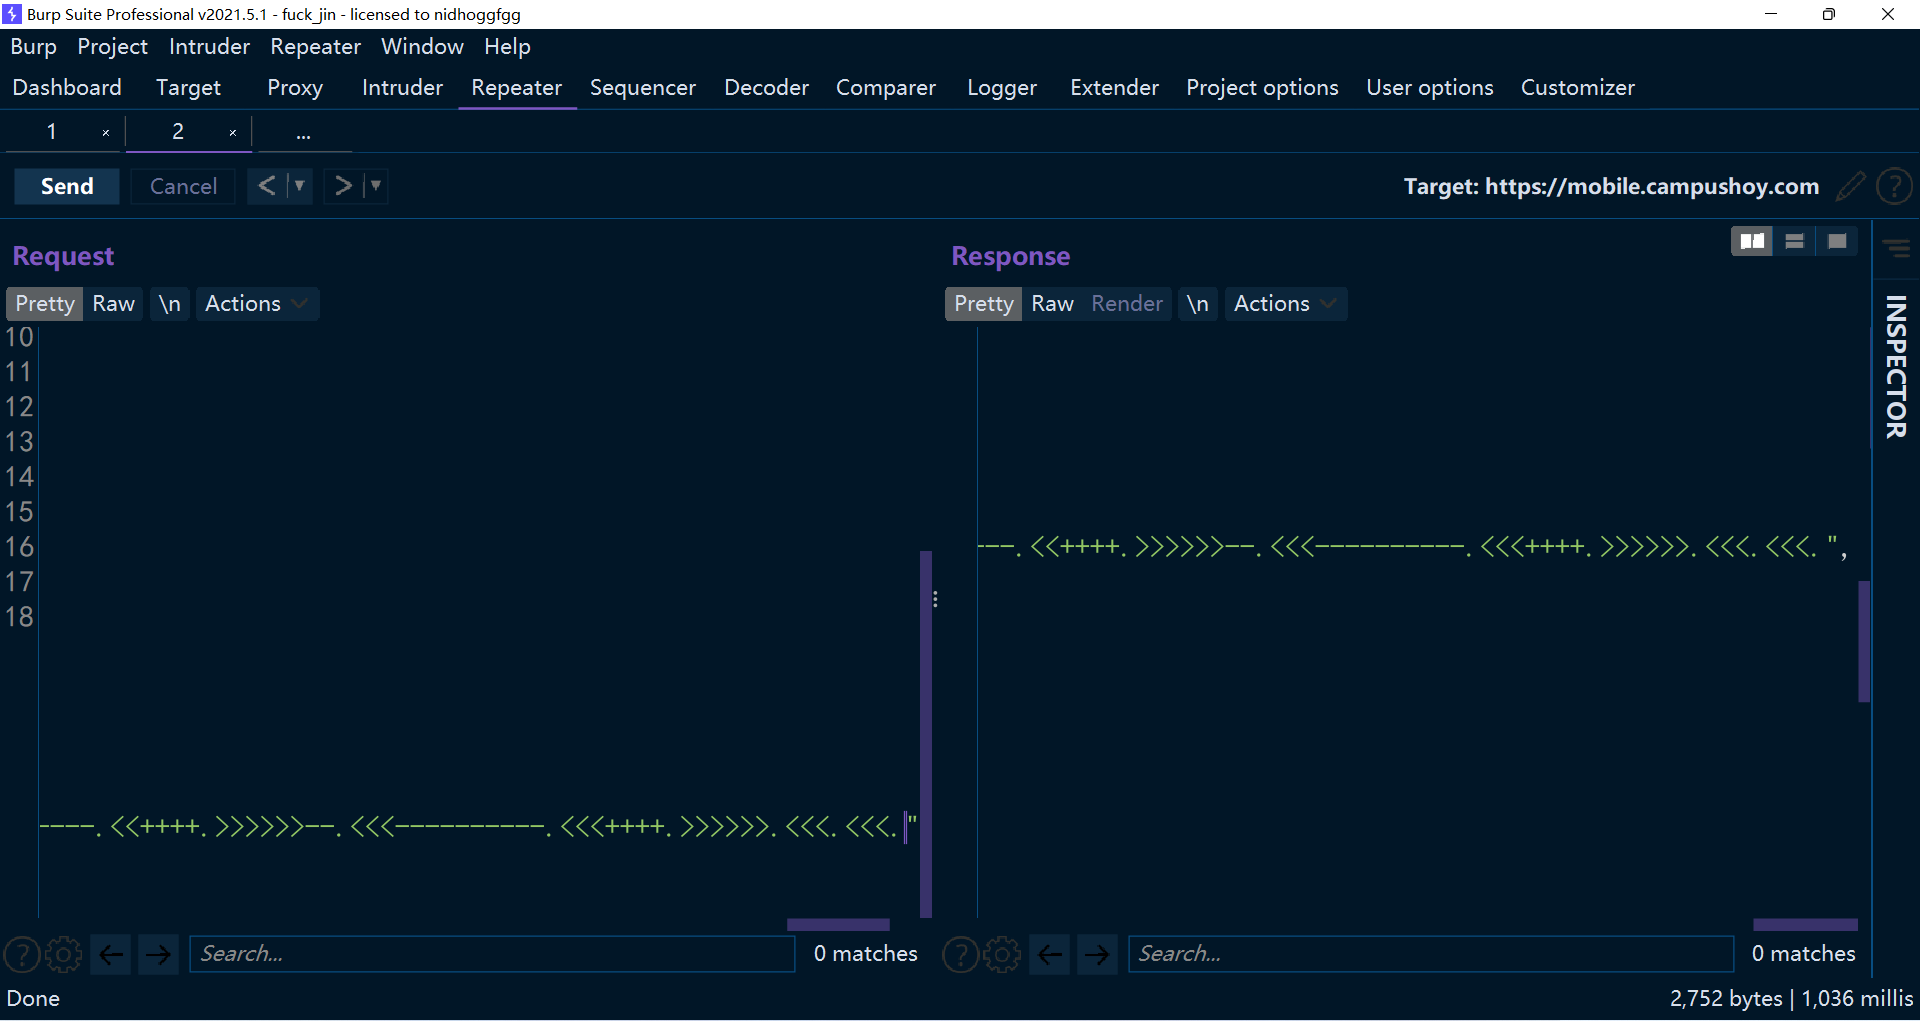 Burp Suite Professional v2021.5.1 - fuck_jin - licensed to nidhoggfgg
Burp Project Intruder Repeater Window Help
Dashboard Target Proxy Intruder Repeater Sequencer Decoder Comparer Logger Extender Project options User options Customizer
1 × 2 × ...
Send Cancel < ▼ > ▼ Target: https://mobile.campushoy.com ?
Request
Pretty Raw \n Actions
10
11
12
13
14
15
16
17
18
----.<<++++.>>>>>>--.<<<----------.<<<++++.>>>>>>.<<<.<<<."
? Search... 0 matches
Response
Pretty Raw Render \n Actions
---.<<++++.>>>>>>--.<<<----------.<<<++++.>>>>>>.<<<.<<<.",
? Search... 0 matches
INSPECTOR
Done 2,752 bytes | 1,036 millis